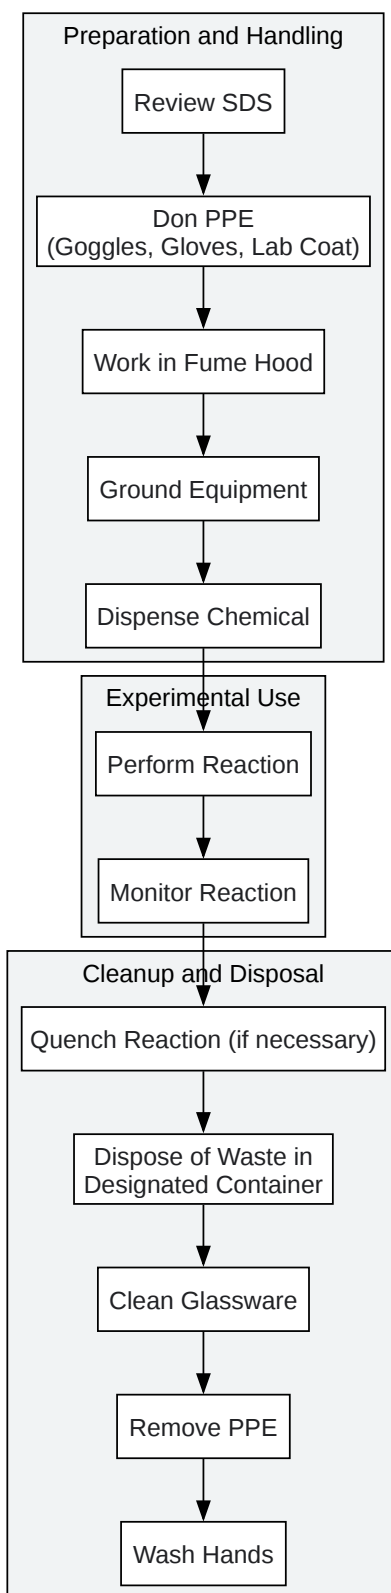 Preparation and Handling
Review SDS
Don PPE
(Goggles, Gloves, Lab Coat)
Work in Fume Hood
Ground Equipment
Dispense Chemical
Experimental Use
Perform Reaction
Monitor Reaction
Cleanup and Disposal
Quench Reaction (if necessary)
Dispose of Waste in
Designated Container
Clean Glassware
Remove PPE
Wash Hands